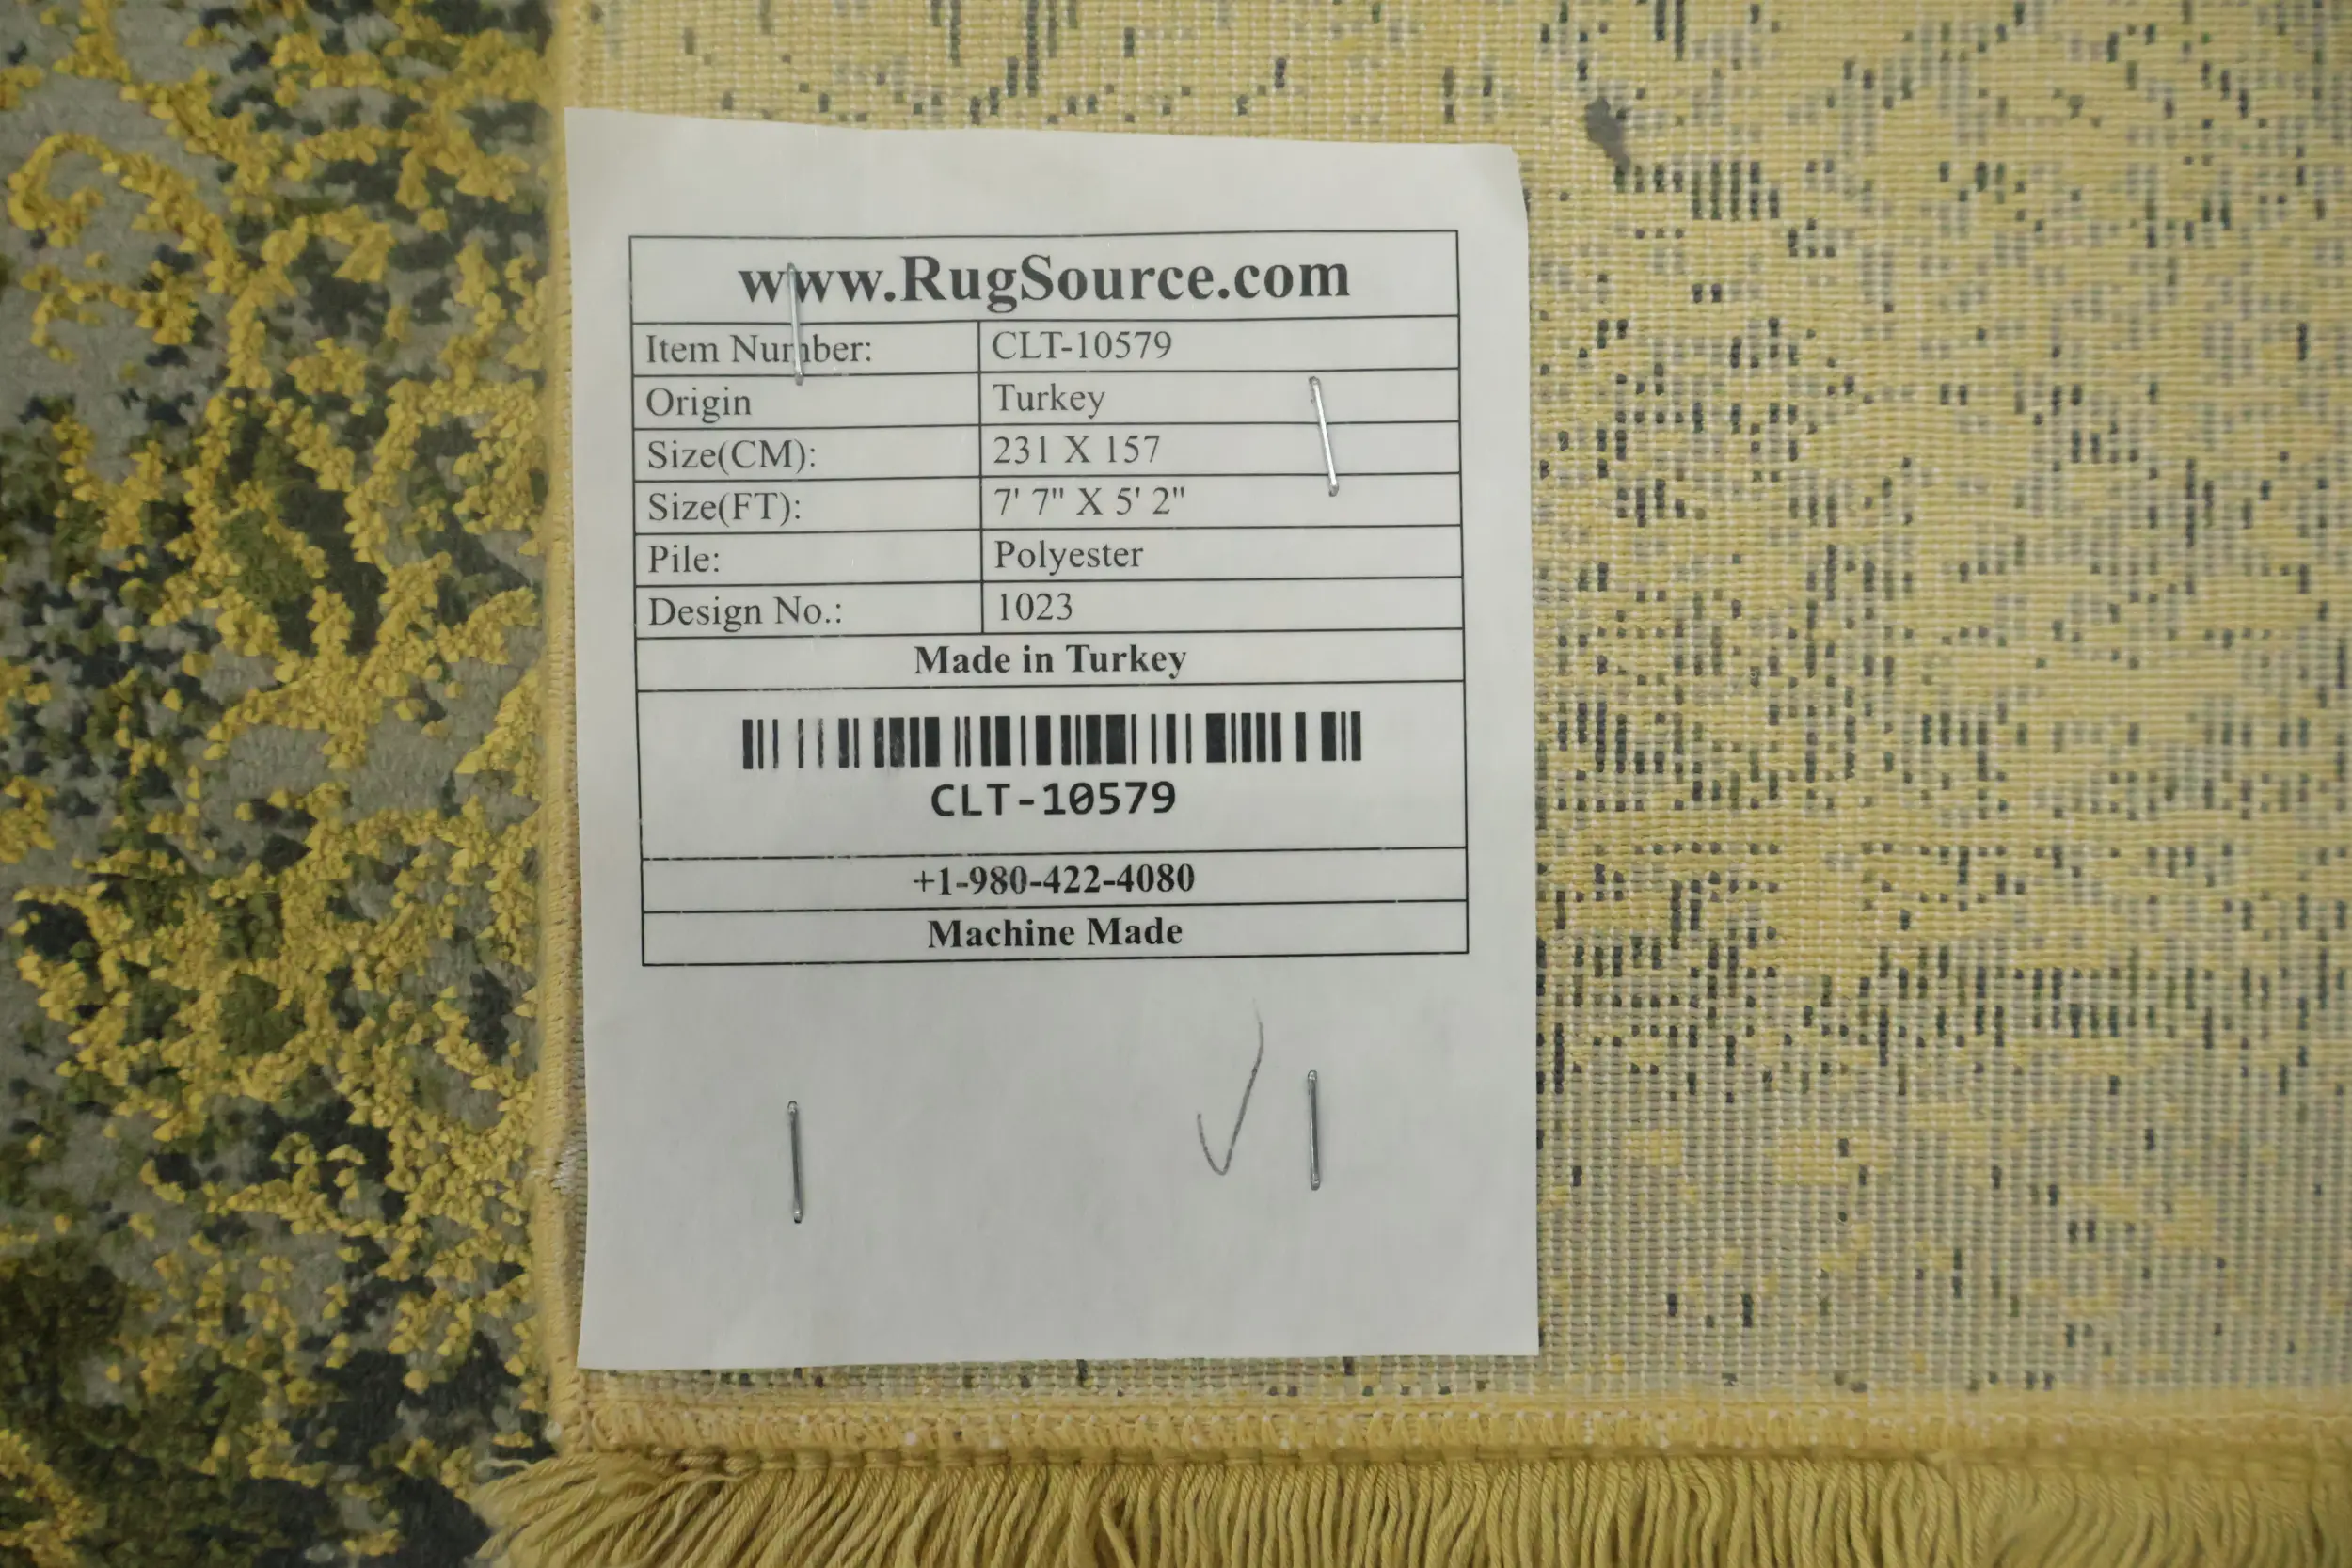 www.RugSource.com
Item Number: CLT-10579
Origin Turkey
Size(CM): 231 X 157
Size(FT): 7' 7" X 5' 2"
Pile: Polyester
Design No.: 1023
Made in Turkey
CLT-10579
+1-980-422-4080
Machine Made